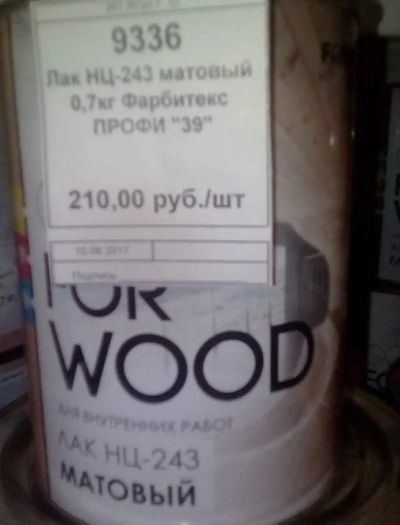 9336
Лак НЦ-243 матовый
0,7кг Фарбитекс
ПРОФИ "39"
210,00 руб./шт
10.08.2017
Подпись
FOR
WOOD
ДЛЯ ВНУТРЕННИХ РАБОТ
ЛАК НЦ-243
МАТОВЫЙ